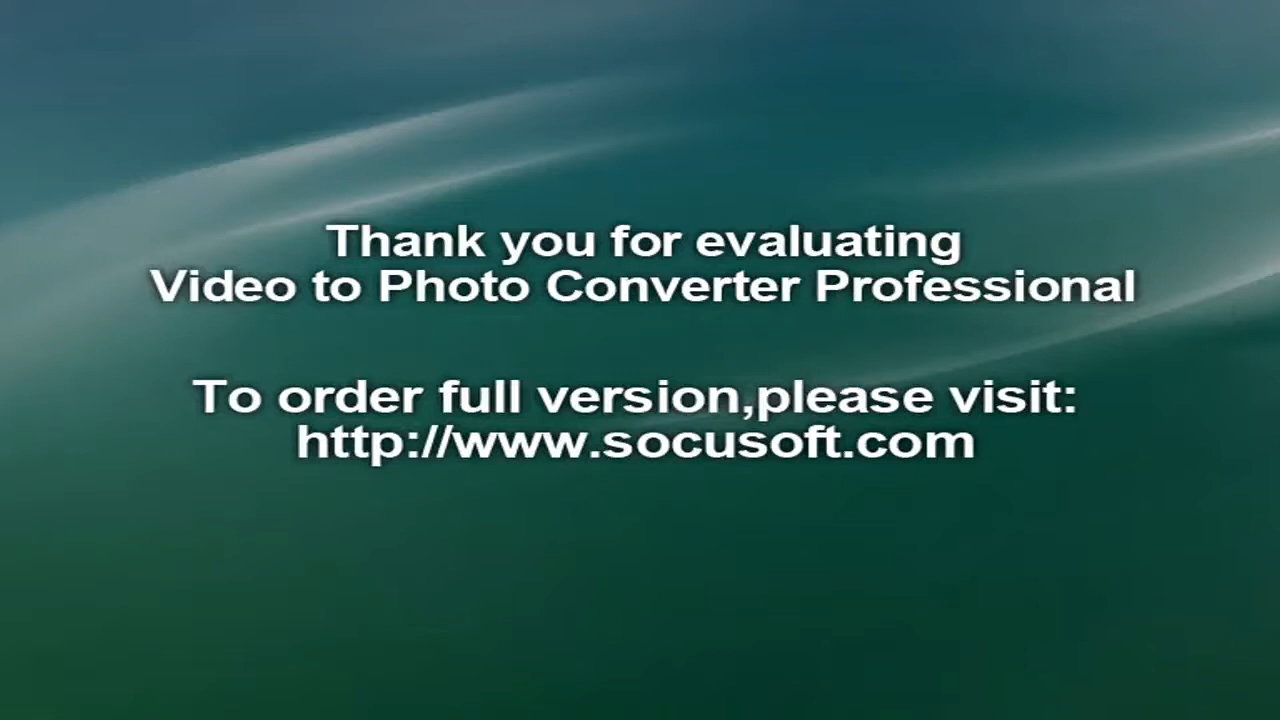 Thank you for evaluating
Video to Photo Converter Professional
To order full version,please visit:
http://www.socusoft.com